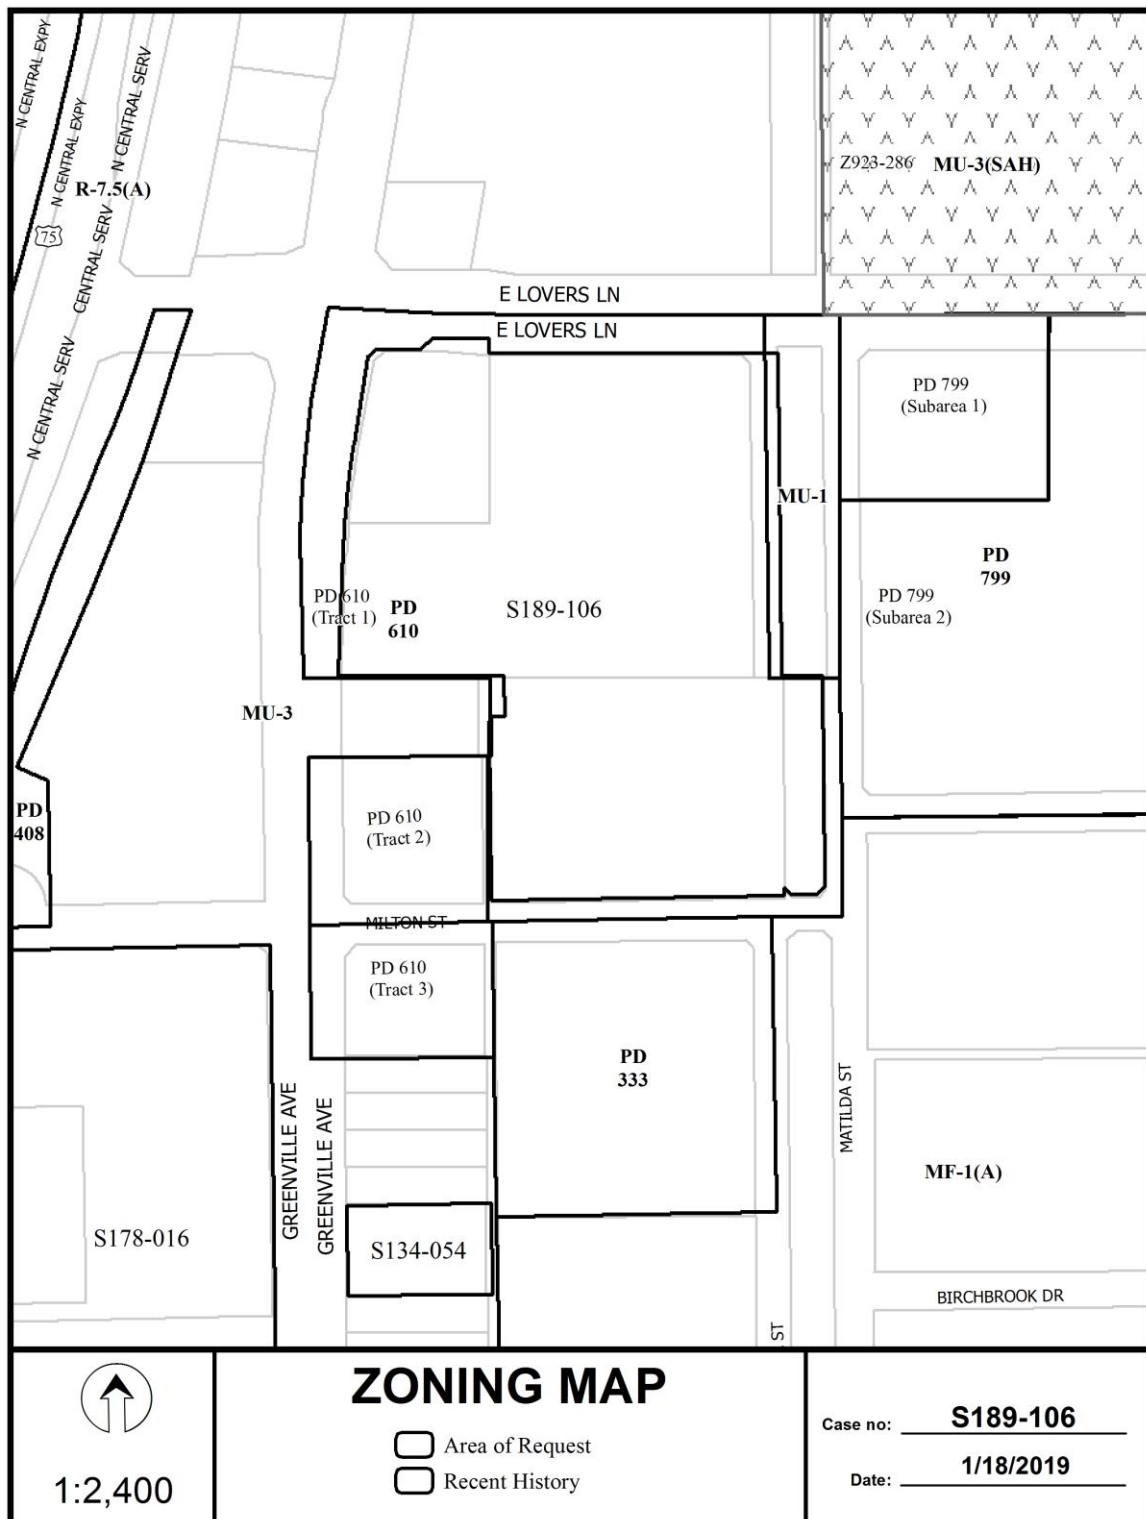 N CENTRAL EXPY
N CENTRAL EXPY
N CENTRAL SERV
R-7.5(A)
75
N CENTRAL SERV
CENTRAL SERV
Z923-286
MU-3(SAH)
E LOVERS LN
E LOVERS LN
PD 799
(Subarea 1)
MU-1
PD
799
PD 799
(Subarea 2)
PD 610
(Tract 1)
PD
610
S189-106
MU-3
PD
408
PD 610
(Tract 2)
MILTON ST
PD 610
(Tract 3)
PD
333
GREENVILLE AVE
GREENVILLE AVE
MATILDA ST
MF-1(A)
S178-016
S134-054
BIRCHBROOK DR
ST
1:2,400
ZONING MAP
Area of Request
Recent History
Case no: S189-106
Date: 1/18/2019